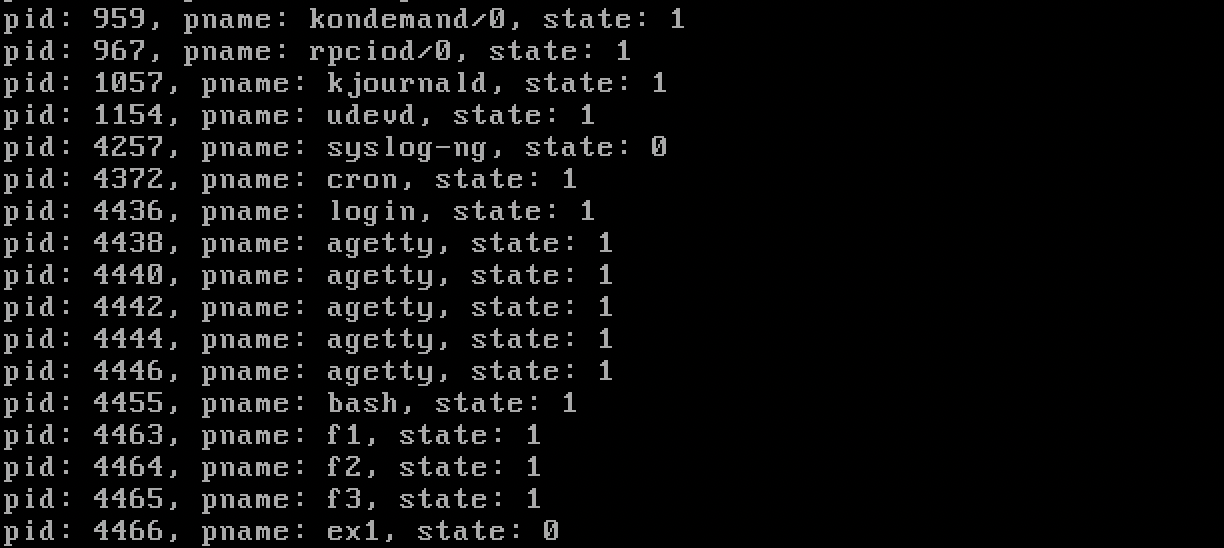 pid: 959, pname: kondemand/0, state: 1
pid: 967, pname: rpciod/0, state: 1
pid: 1057, pname: kjournald, state: 1
pid: 1154, pname: udevd, state: 1
pid: 4257, pname: syslog-ng, state: 0
pid: 4372, pname: cron, state: 1
pid: 4436, pname: login, state: 1
pid: 4438, pname: agetty, state: 1
pid: 4440, pname: agetty, state: 1
pid: 4442, pname: agetty, state: 1
pid: 4444, pname: agetty, state: 1
pid: 4446, pname: agetty, state: 1
pid: 4455, pname: bash, state: 1
pid: 4463, pname: f1, state: 1
pid: 4464, pname: f2, state: 1
pid: 4465, pname: f3, state: 1
pid: 4466, pname: ex1, state: 0